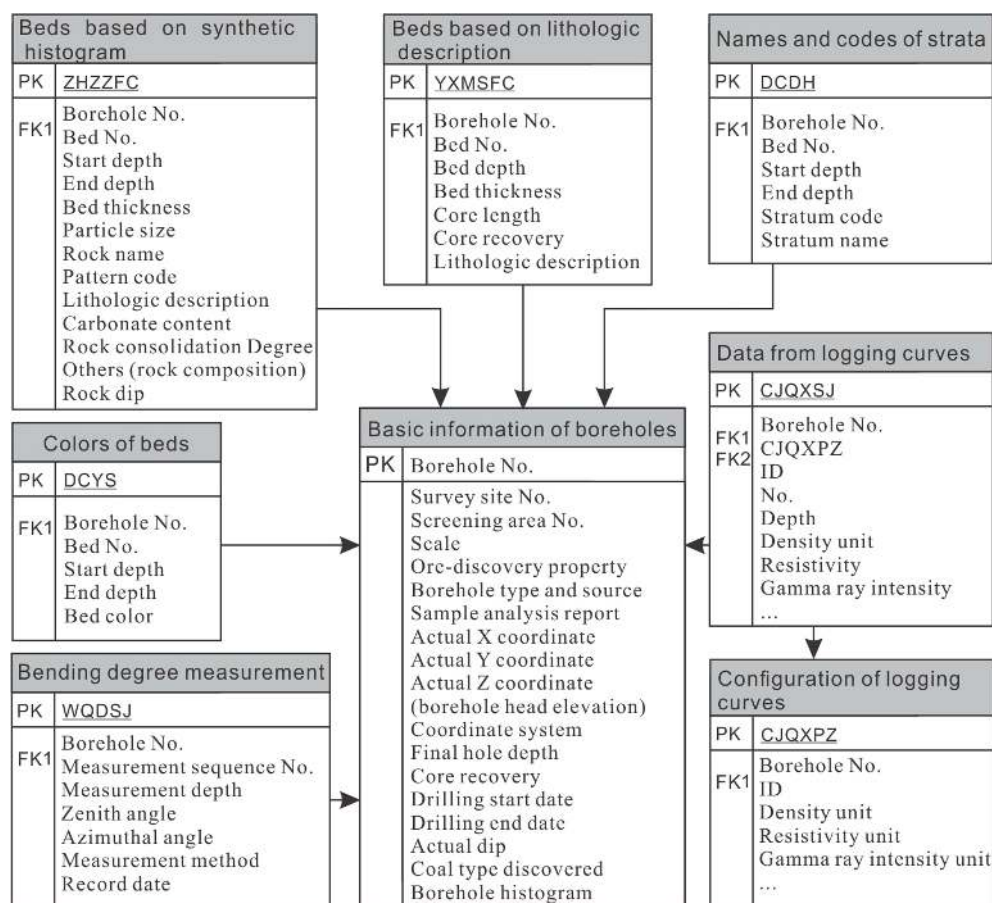 Beds based on synthetic
histogram
PK ZHZZFC
FK1 Borehole No.
Bed No.
Start depth
End depth
Bed thickness
Particle size
Rock name
Pattern code
Lithologic description
Carbonate content
Rock consolidation Degree
Others (rock composition)
Rock dip
Beds based on lithologic
description
PK YXMSFC
FK1 Borehole No.
Bed No.
Bed depth
Bed thickness
Core length
Core recovery
Lithologic description
Names and codes of strata
PK DCDH
FK1 Borehole No.
Bed No.
Start depth
End depth
Stratum code
Stratum name
Colors of beds
PK DCYS
FK1 Borehole No.
Bed No.
Start depth
End depth
Bed color
Basic information of boreholes
PK Borehole No.
Survey site No.
Screening area No.
Scale
Ore-discovery property
Borehole type and source
Sample analysis report
Actual X coordinate
Actual Y coordinate
Actual Z coordinate
(borehole head elevation)
Coordinate system
Final hole depth
Core recovery
Drilling start date
Drilling end date
Actual dip
Coal type discovered
Borehole histogram
Data from logging curves
PK CJQXSJ
FK1 Borehole No.
FK2 CJQXPZ
ID
No.
Depth
Density unit
Resistivity
Gamma ray intensity
...
Bending degree measurement
PK WQDSJ
FK1 Borehole No.
Measurement sequence No.
Measurement depth
Zenith angle
Azimuthal angle
Measurement method
Record date
Configuration of logging
curves
PK CJQXPZ
FK1 Borehole No.
ID
Density unit
Resistivity unit
Gamma ray intensity unit
...